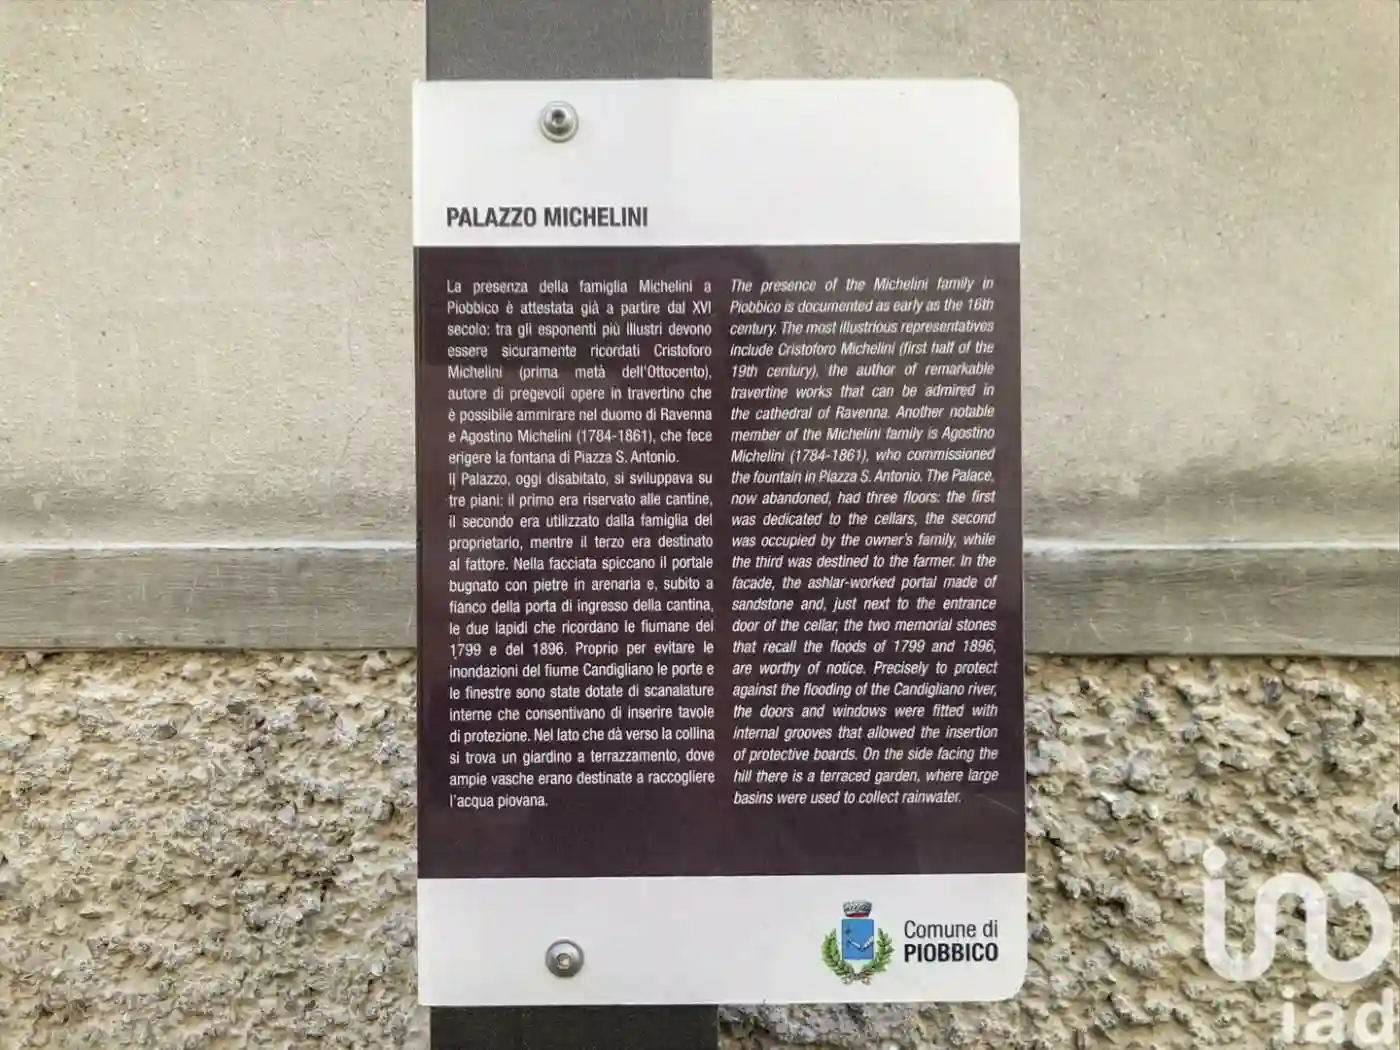 PALAZZO MICHELINI
La presenza della famiglia Michelini a
Piobbico è attestata già a partire dal XVI
secolo: tra gli esponenti più illustri devono
essere sicuramente ricordati Cristoforo
Michelini (prima metà dell'Ottocento),
autore di pregevoli opere in travertino che
è possibile ammirare nel duomo di Ravenna
e Agostino Michelini (1784-1861), che fece
erigere la fontana di Piazza S. Antonio.
Il Palazzo, oggi disabitato, si sviluppava su
tre piani: il primo era riservato alle cantine,
il secondo era utilizzato dalla famiglia del
proprietario, mentre il terzo era destinato
al fattore. Nella facciata spiccano il portale
bugnato con pietre in arenaria e, subito a
fianco della porta di ingresso della cantina,
le due lapidi che ricordano le fiumane del
1799 e del 1896. Proprio per evitare le
inondazioni del fiume Candigliano le porte e
le finestre sono state dotate di scanalature
interne che consentivano di inserire tavole
di protezione. Nel lato che dà verso la collina
si trova un giardino a terrazzamento, dove
ampie vasche erano destinate a raccogliere
l'acqua piovana.
The presence of the Michelini family in
Piobbico is documented as early as the 16th
century. The most illustrious representatives
include Cristoforo Michelini (first half of the
19th century), the author of remarkable
travertine works that can be admired in
the cathedral of Ravenna. Another notable
member of the Michelini family is Agostino
Michelini (1784-1861), who commissioned
the fountain in Piazza S. Antonio. The Palace,
now abandoned, had three floors: the first
was dedicated to the cellars, the second
was occupied by the owner's family, while
the third was destined to the farmer. In the
facade, the ashlar-worked portal made of
sandstone and, just next to the entrance
door of the cellar, the two memorial stones
that recall the floods of 1799 and 1896,
are worthy of notice. Precisely to protect
against the flooding of the Candigliano river,
the doors and windows were fitted with
internal grooves that allowed the insertion
of protective boards. On the side facing the
hill there is a terraced garden, where large
basins were used to collect rainwater.
Comune di
PIOBBICO
iad